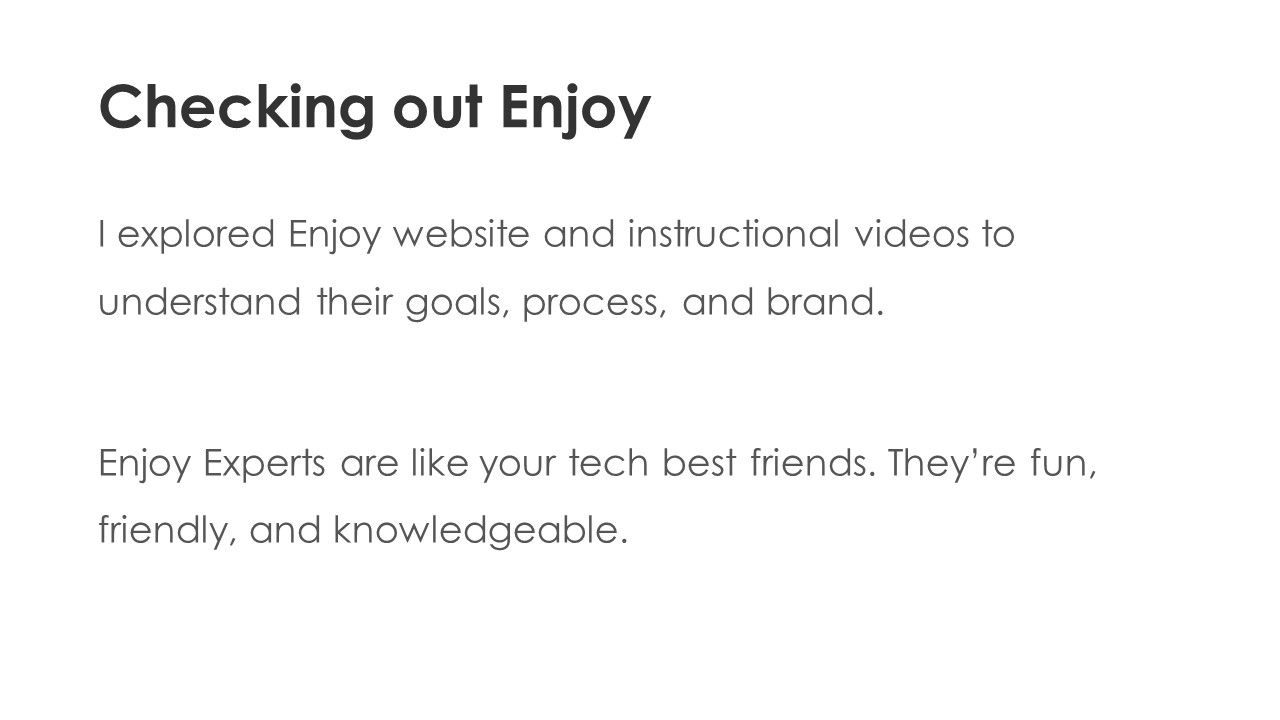 Checking out Enjoy
I explored Enjoy website and instructional videos to
understand their goals, process, and brand.
Enjoy Experts are like your tech best friends. They’re fun,
friendly, and knowledgeable.